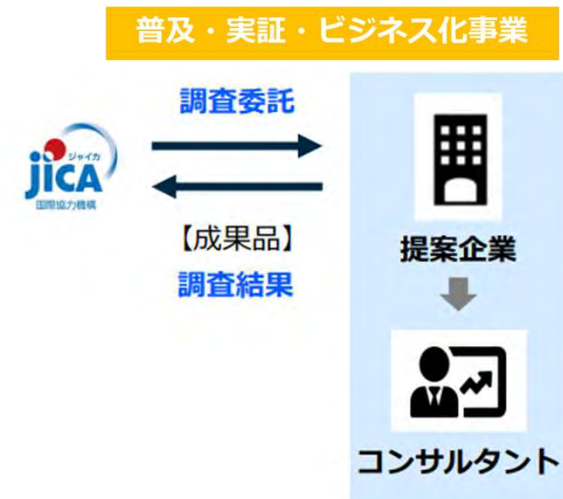 普及・実証・ビジネス化事業
調査委託
ジャイカ
JICA
国際協力機構
【成果品】
調査結果
提案企業
コンサルタント